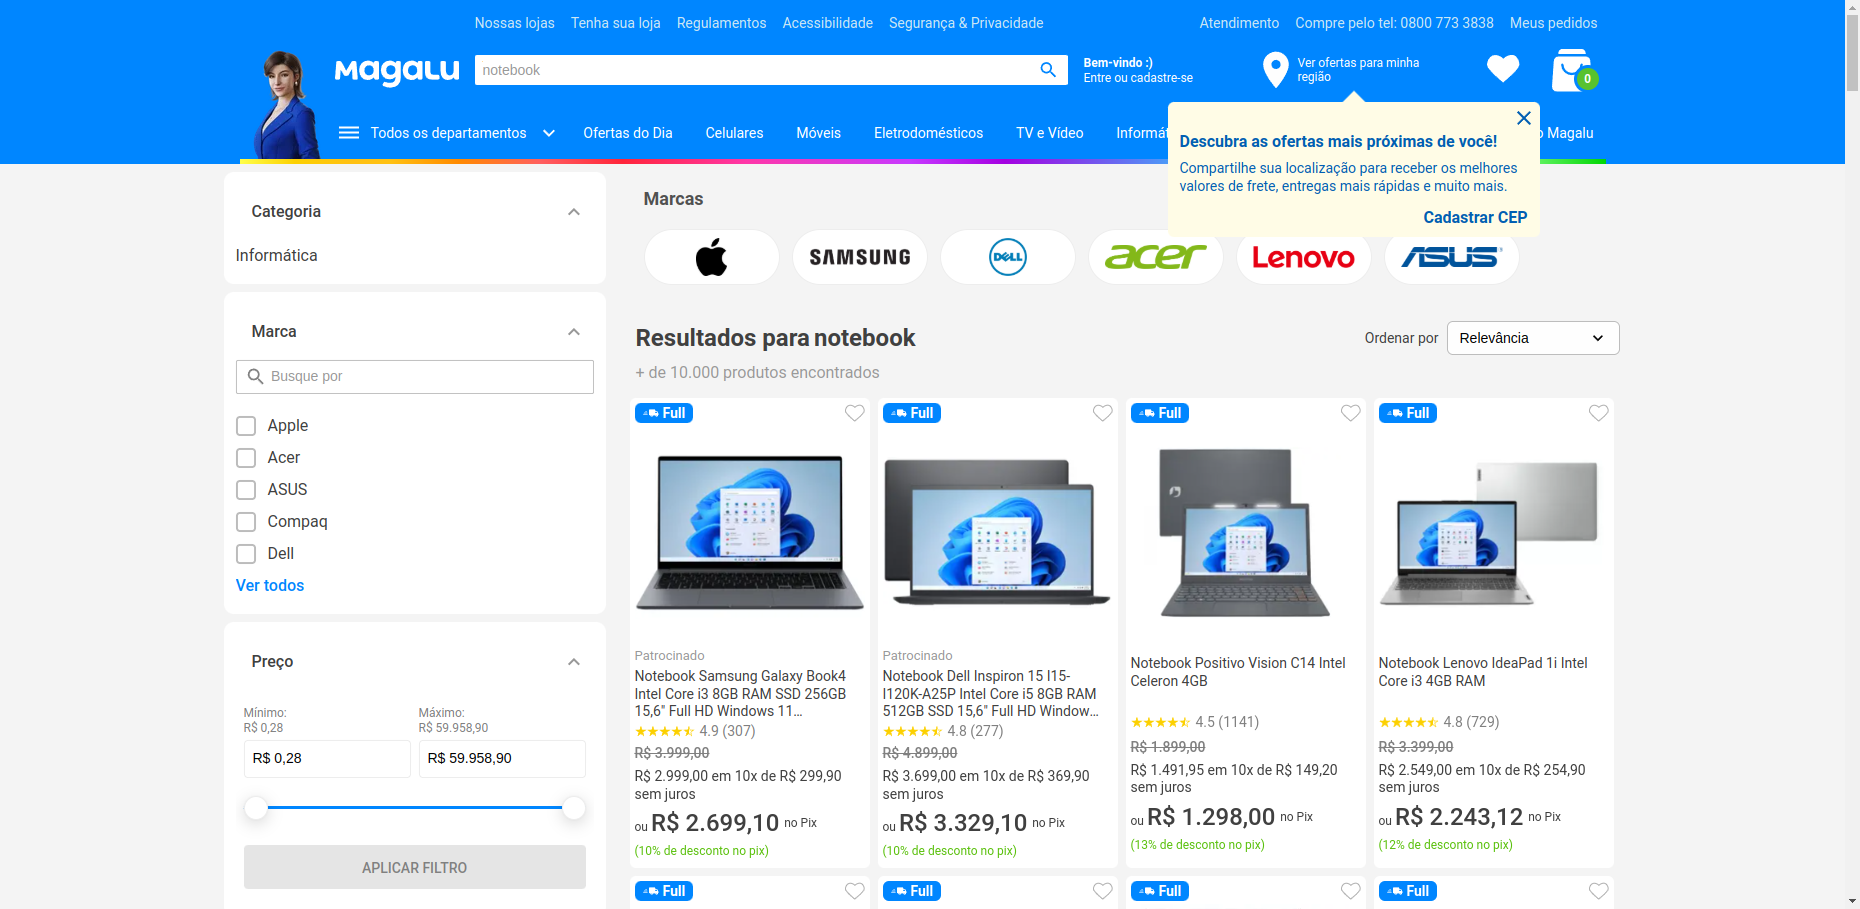 Nossas lojas Tenha sua loja Regulamentos Acessibilidade Segurança & Privacidade Atendimento Compre pelo tel: 0800 773 3838 Meus pedidos
magalu
notebook
Bem-vindo :)
Entre ou cadastre-se
Ver ofertas para minha
região
0
Todos os departamentos Ofertas do Dia Celulares Móveis Eletrodomésticos TV e Vídeo Informát Magalu
Descubra as ofertas mais próximas de você!
Compartilhe sua localização para receber os melhores
valores de frete, entregas mais rápidas e muito mais.
Cadastrar CEP
Categoria
Informática
Marca
Busque por
Apple
Acer
ASUS
Compaq
Dell
Ver todos
Preço
Mínimo:
R$ 0,28
Máximo:
R$ 59.958,90
R$ 0,28
R$ 59.958,90
APLICAR FILTRO
Marcas
SAMSUNG
DELL
acer
Lenovo
ASUS
Resultados para notebook
Ordenar por Relevância
+ de 10.000 produtos encontrados
Full
Patrocinado
Notebook Samsung Galaxy Book4
Intel Core i3 8GB RAM SSD 256GB
15,6" Full HD Windows 11...
4.9 (307)
R$ 3.999,00
R$ 2.999,00 em 10x de R$ 299,90
sem juros
ou R$ 2.699,10 no Pix
(10% de desconto no pix)
Full
Patrocinado
Notebook Dell Inspiron 15 I15-
I120K-A25P Intel Core i5 8GB RAM
512GB SSD 15,6" Full HD Window...
4.8 (277)
R$ 4.899,00
R$ 3.699,00 em 10x de R$ 369,90
sem juros
ou R$ 3.329,10 no Pix
(10% de desconto no pix)
Full
Notebook Positivo Vision C14 Intel
Celeron 4GB
4.5 (1141)
R$ 1.899,00
R$ 1.491,95 em 10x de R$ 149,20
sem juros
ou R$ 1.298,00 no Pix
(13% de desconto no pix)
Full
Notebook Lenovo IdeaPad 1i Intel
Core i3 4GB RAM
4.8 (729)
R$ 3.399,00
R$ 2.549,00 em 10x de R$ 254,90
sem juros
ou R$ 2.243,12 no Pix
(12% de desconto no pix)
Full
Full
Full
Full